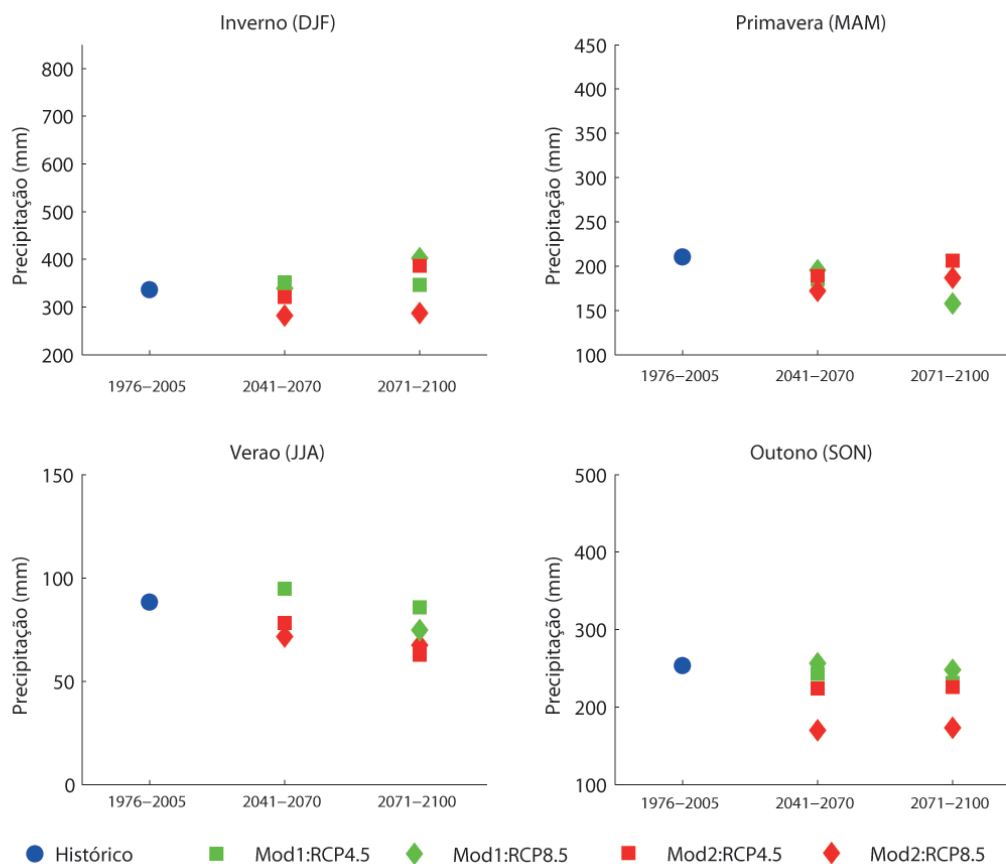 Inverno (DJF)
Precipitação (mm)
800
700
600
500
400
300
200
1976–2005
2041–2070
2071–2100
Primavera (MAM)
Precipitação (mm)
450
400
350
300
250
200
150
100
1976–2005
2041–2070
2071–2100
Verao (JJA)
Precipitação (mm)
150
100
50
0
1976–2005
2041–2070
2071–2100
Outono (SON)
Precipitação (mm)
500
400
300
200
100
1976–2005
2041–2070
2071–2100
Histórico
Mod1:RCP4.5
Mod1:RCP8.5
Mod2:RCP4.5
Mod2:RCP8.5